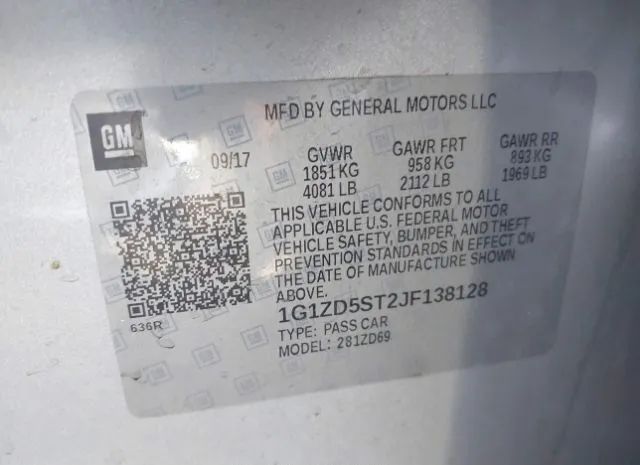 MFD BY GENERAL MOTORS LLC
GM
09/17 GVWR GAWR FRT GAWR RR
1851 KG 958 KG 893 KG
4081 LB 2112 LB 1969 LB
THIS VEHICLE CONFORMS TO ALL
APPLICABLE U.S. FEDERAL MOTOR
VEHICLE SAFETY, BUMPER, AND THEFT
PREVENTION STANDARDS IN EFFECT ON
THE DATE OF MANUFACTURE SHOWN
ABOVE.
1G1ZD5ST2JF138128
636R
TYPE: PASS CAR
MODEL: 281ZD69